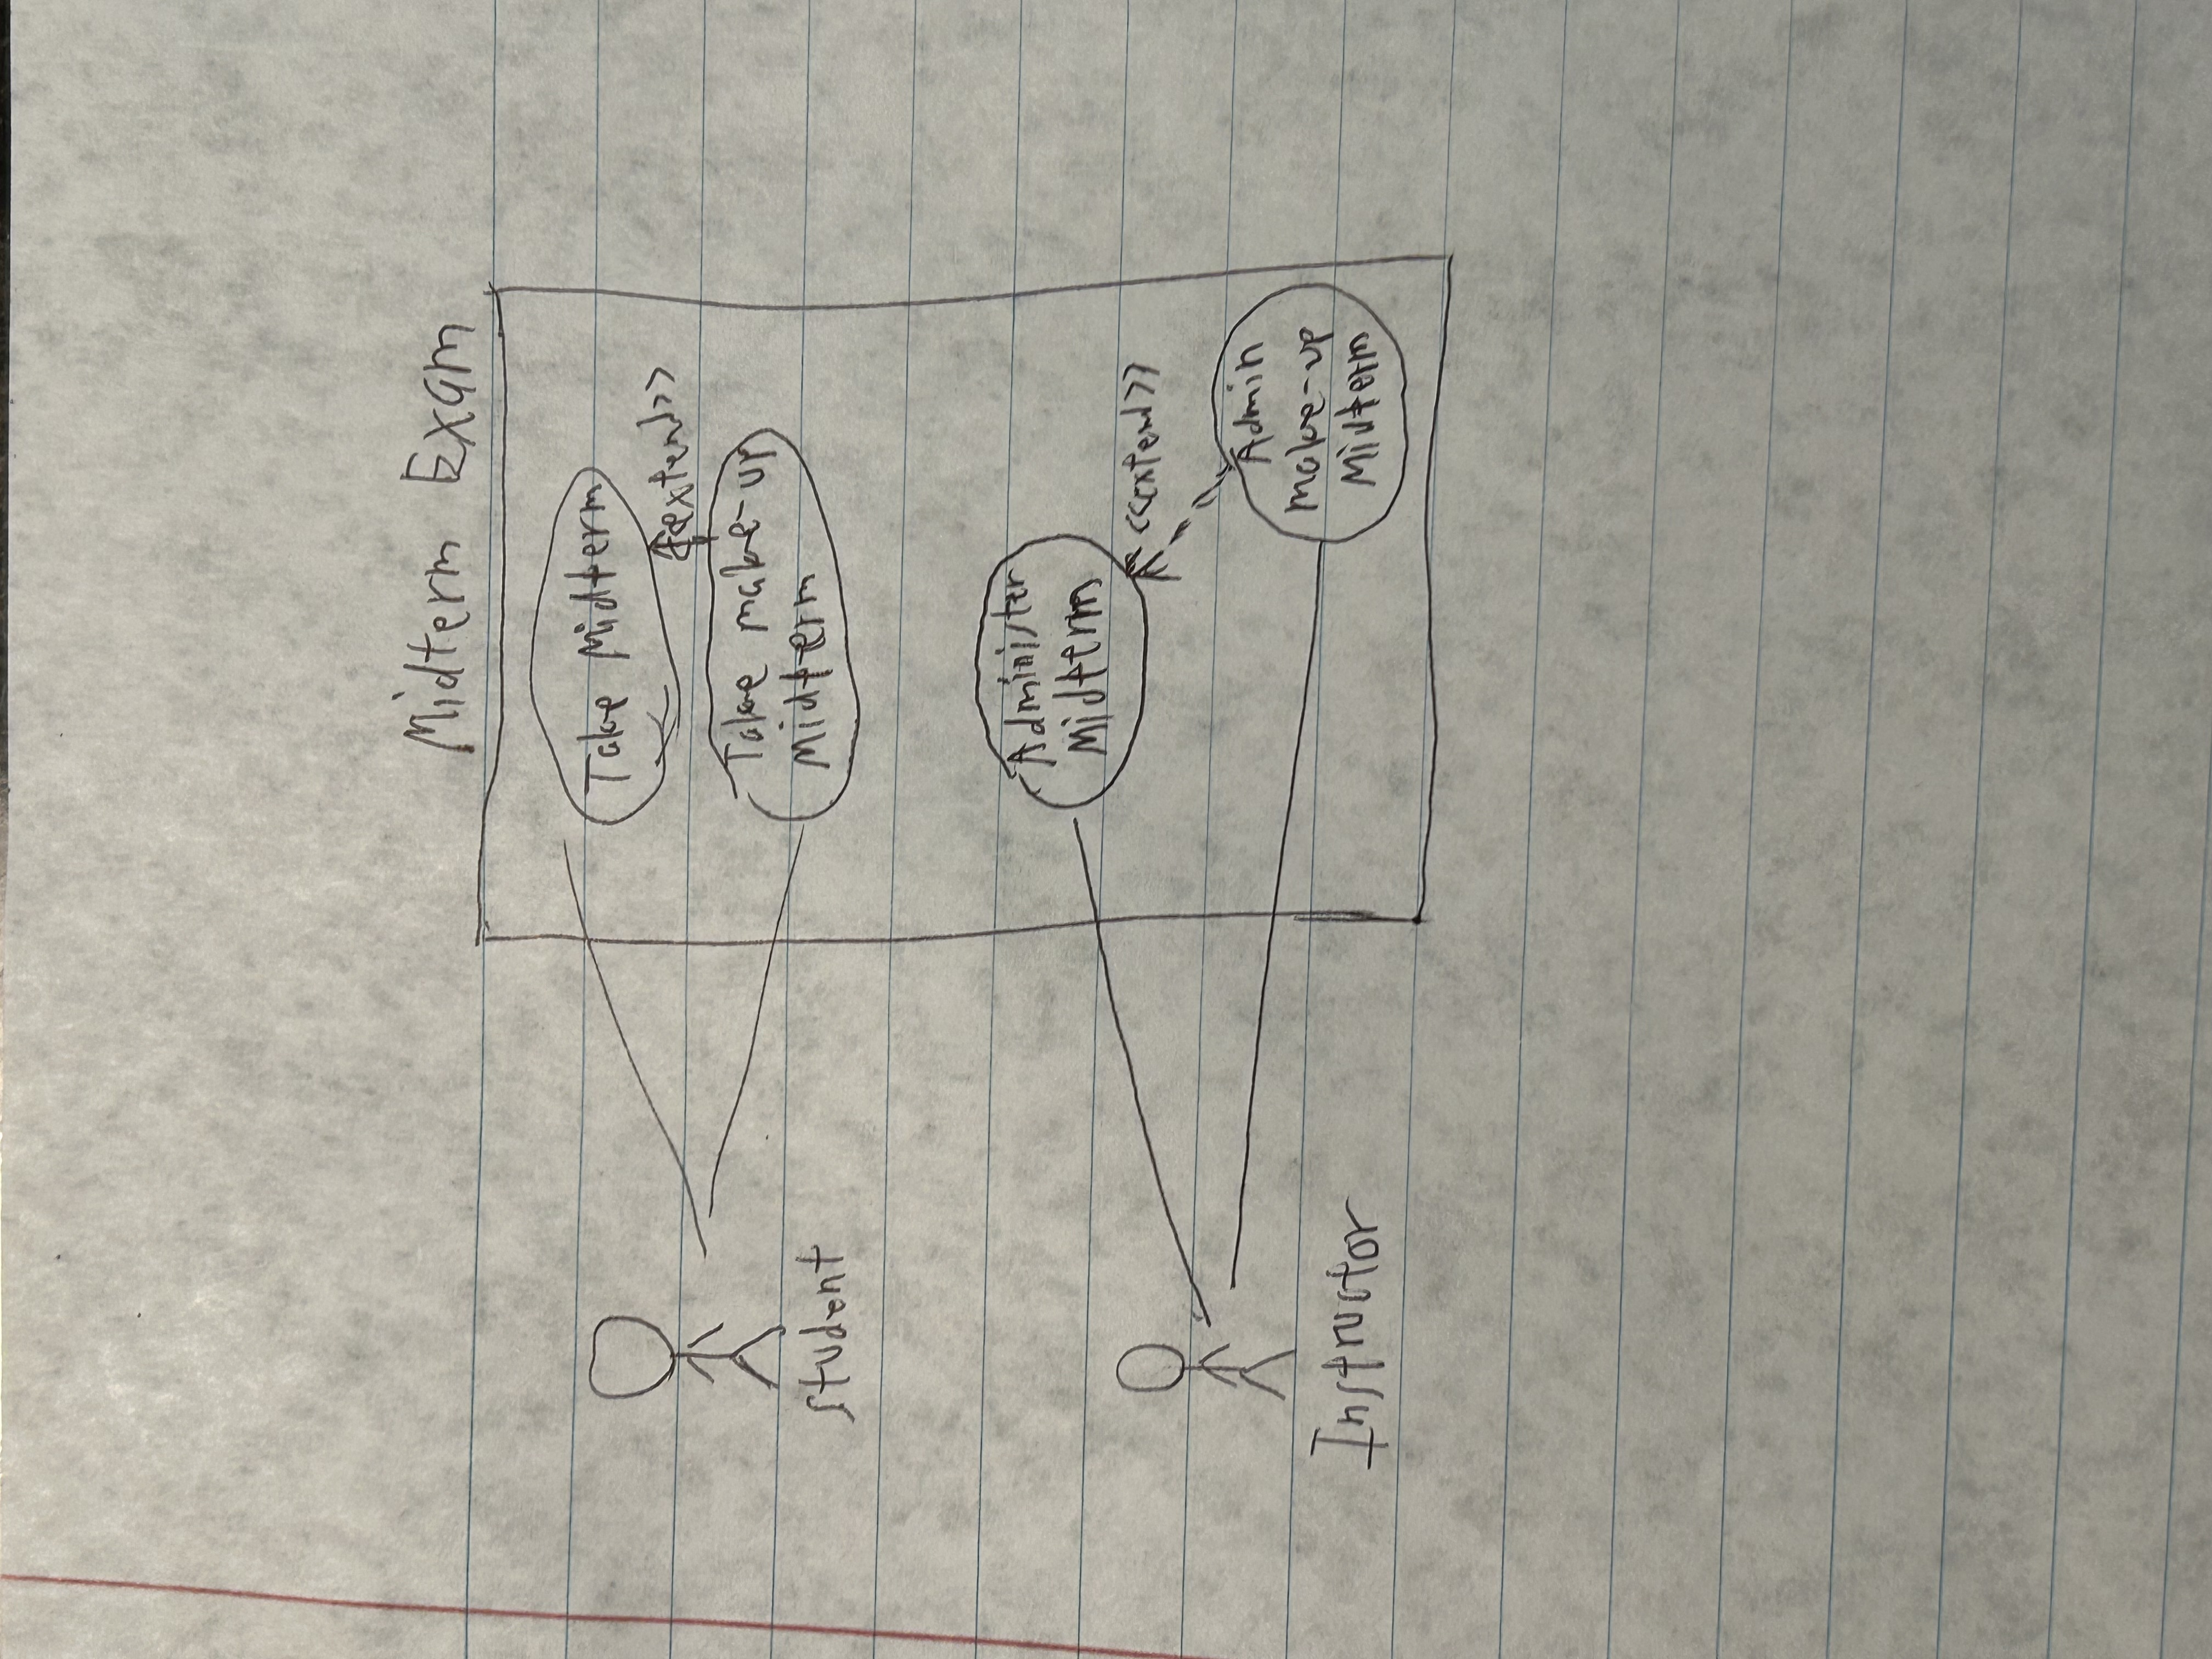 Midterm Exam
Take Midterm
<<extend>>
Take make-up
Midterm
Student
Administer
Midterm
<<extend>>
Admin
make-up
Midterm
Instructor